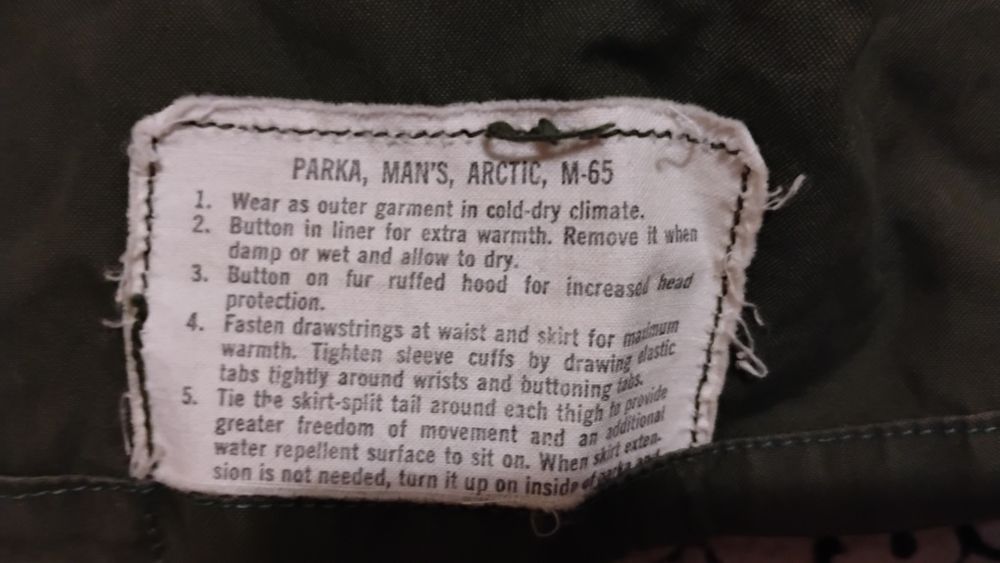 PARKA, MAN'S, ARCTIC, M-65
1. Wear as outer garment in cold-dry climate.
2. Button in liner for extra warmth. Remove it when
damp or wet and allow to dry.
3. Button on fur ruffed hood for increased head
protection.
4. Fasten drawstrings at waist and skirt for maximum
warmth. Tighten sleeve cuffs by drawing elastic
tabs tightly around wrists and buttoning tabs.
5. Tie the skirt-split tail around each thigh to provide
greater freedom of movement and an additional
water repellent surface to sit on. When skirt exten-
sion is not needed, turn it up on inside of parka and